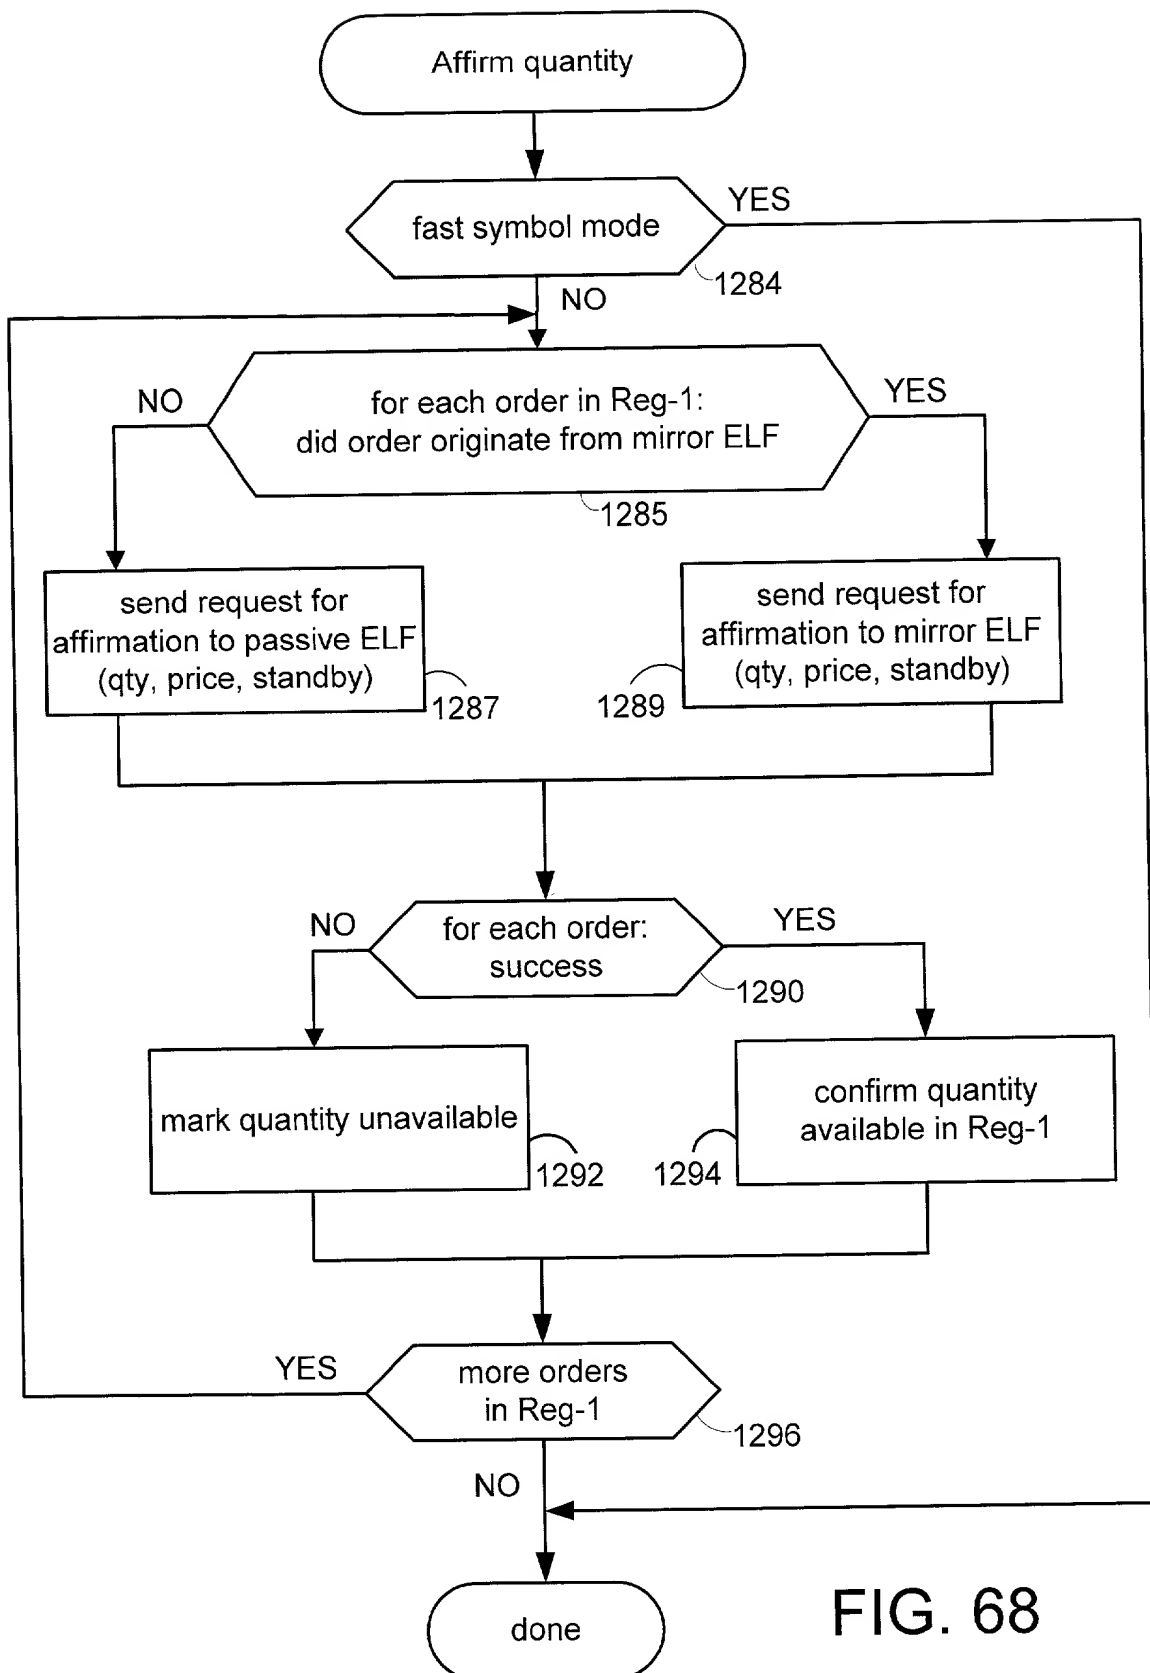 Affirm quantity
fast symbol mode
YES
1284
NO
for each order in Reg-1:
did order originate from mirror ELF
NO
YES
1285
send request for
affirmation to passive ELF
(qty, price, standby)
1287
send request for
affirmation to mirror ELF
(qty, price, standby)
1289
for each order:
success
NO
YES
1290
mark quantity unavailable
1292
confirm quantity
available in Reg-1
1294
more orders
in Reg-1
YES
1296
NO
done
FIG. 68